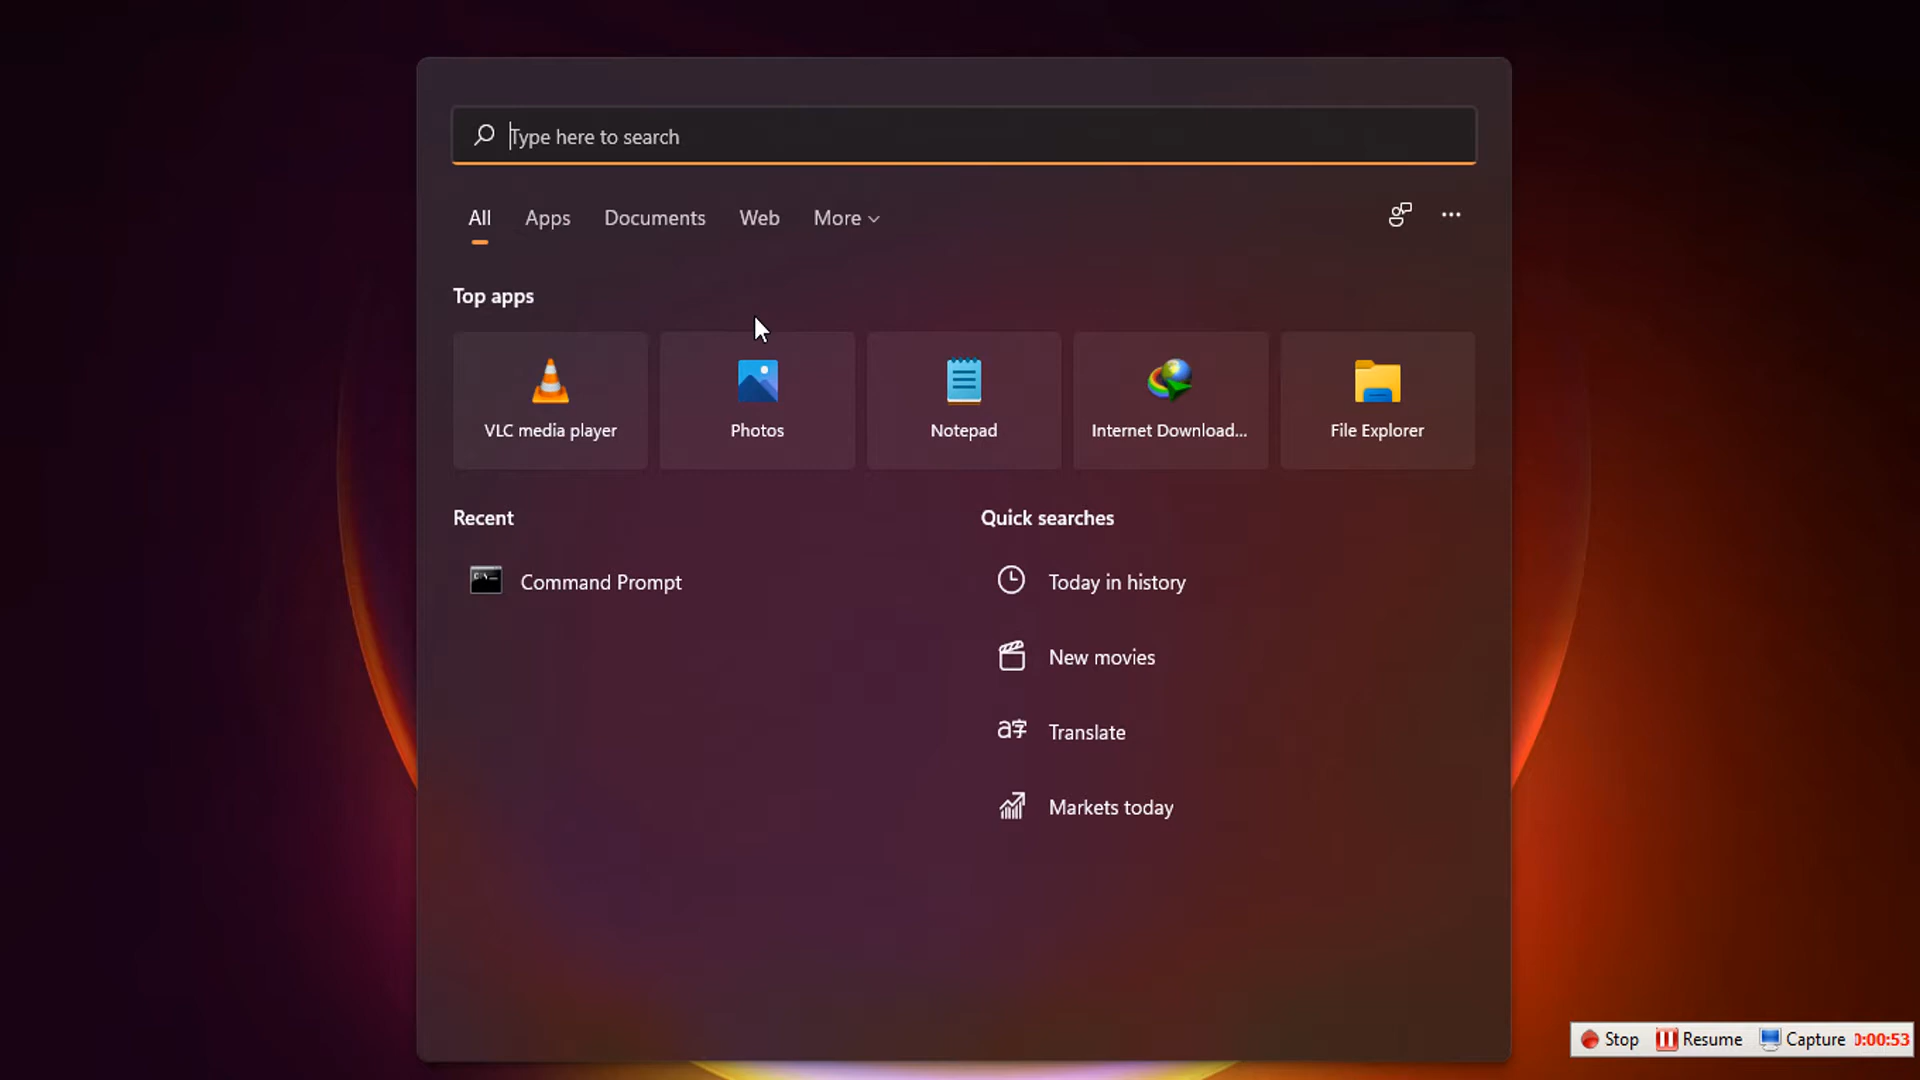 Type here to search
All Apps Documents Web More
Top apps
VLC media player Photos Notepad Internet Download... File Explorer
Recent Quick searches
Command Prompt Today in history
New movies
Translate
Markets today
Stop Resume Capture 0:00:53